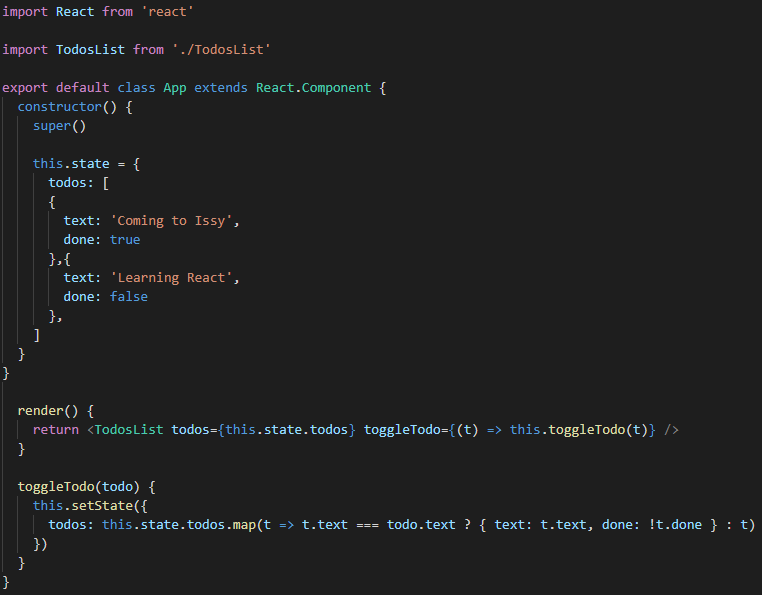 import React from 'react'
import TodosList from './TodosList'
export default class App extends React.Component {
  constructor() {
    super()
    this.state = {
      todos: [
      {
        text: 'Coming to Issy',
        done: true
      },{
        text: 'Learning React',
        done: false
      },
    ]
  }
}
  render() {
    return <TodosList todos={this.state.todos} toggleTodo={(t) => this.toggleTodo(t)} />
  }
  toggleTodo(todo) {
    this.setState({
      todos: this.state.todos.map(t => t.text === todo.text ? { text: t.text, done: !t.done } : t)
    })
  }
}